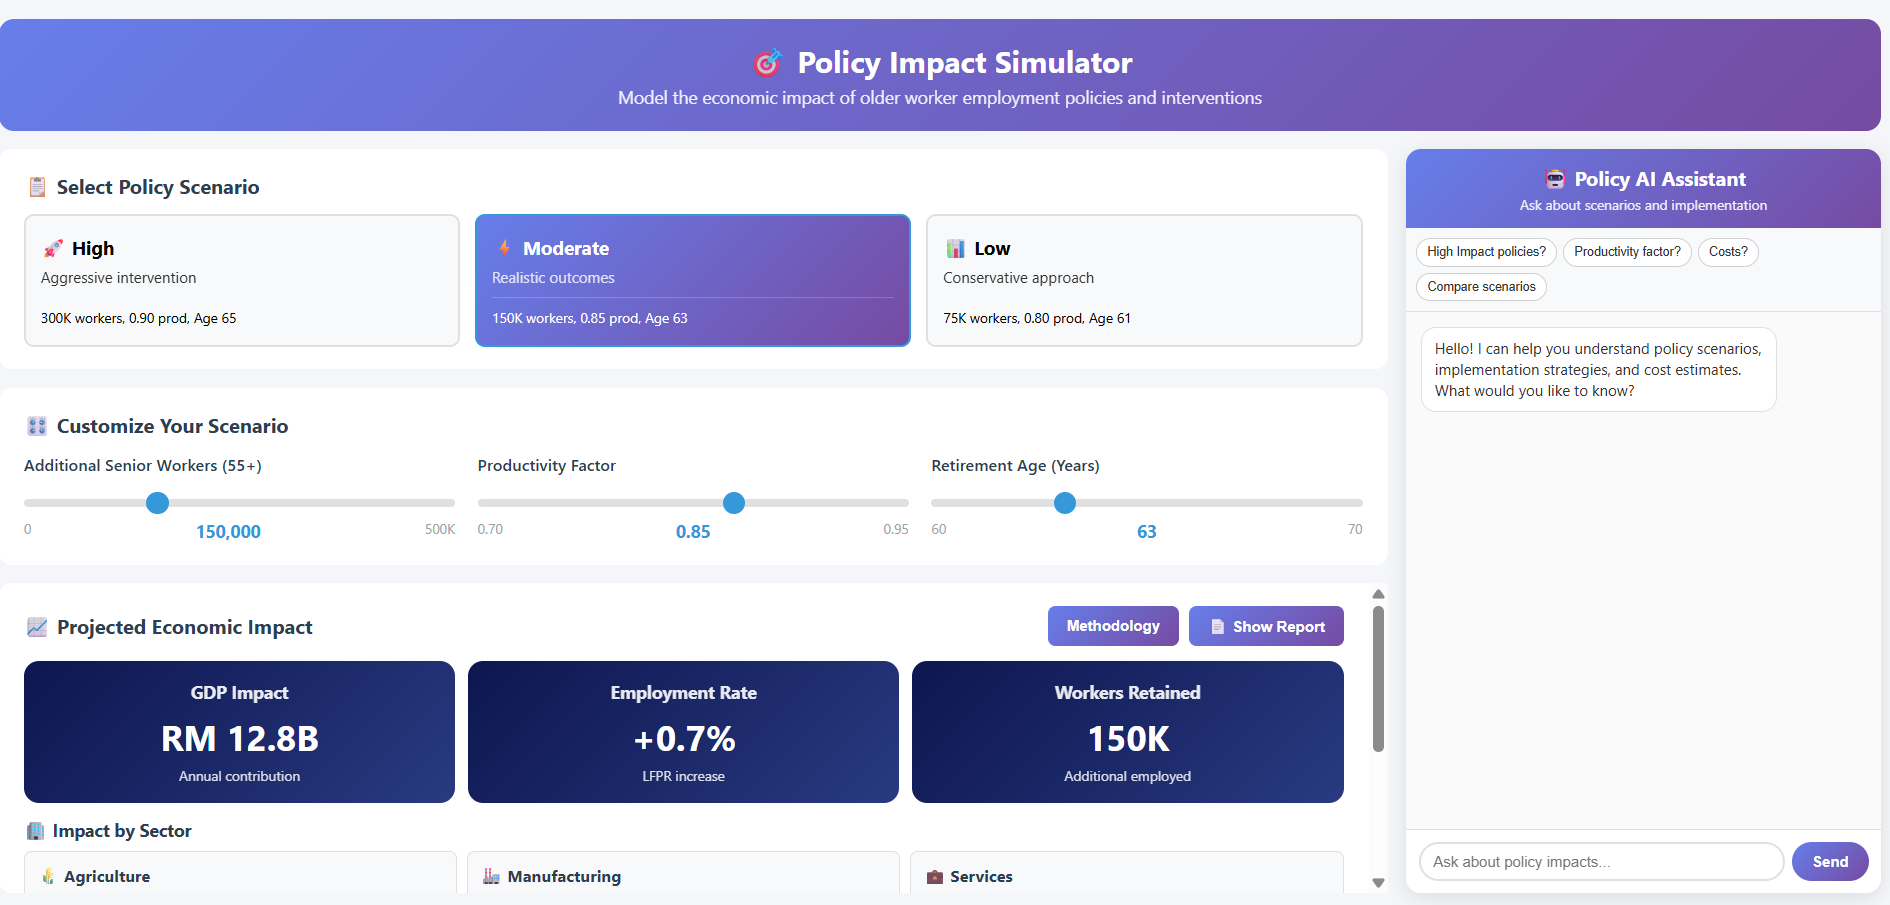 Policy Impact Simulator
Model the economic impact of older worker employment policies and interventions
Select Policy Scenario
High
Aggressive intervention
300K workers, 0.90 prod, Age 65
Moderate
Realistic outcomes
150K workers, 0.85 prod, Age 63
Low
Conservative approach
75K workers, 0.80 prod, Age 61
Customize Your Scenario
Additional Senior Workers (55+)
0
150,000
500K
Productivity Factor
0.70
0.85
0.95
Retirement Age (Years)
60
63
70
Projected Economic Impact
Methodology
Show Report
GDP Impact
RM 12.8B
Annual contribution
Employment Rate
+0.7%
LFPR increase
Workers Retained
150K
Additional employed
Impact by Sector
Agriculture
Manufacturing
Services
Policy AI Assistant
Ask about scenarios and implementation
High Impact policies?
Productivity factor?
Costs?
Compare scenarios
Hello! I can help you understand policy scenarios,
implementation strategies, and cost estimates.
What would you like to know?
Ask about policy impacts...
Send